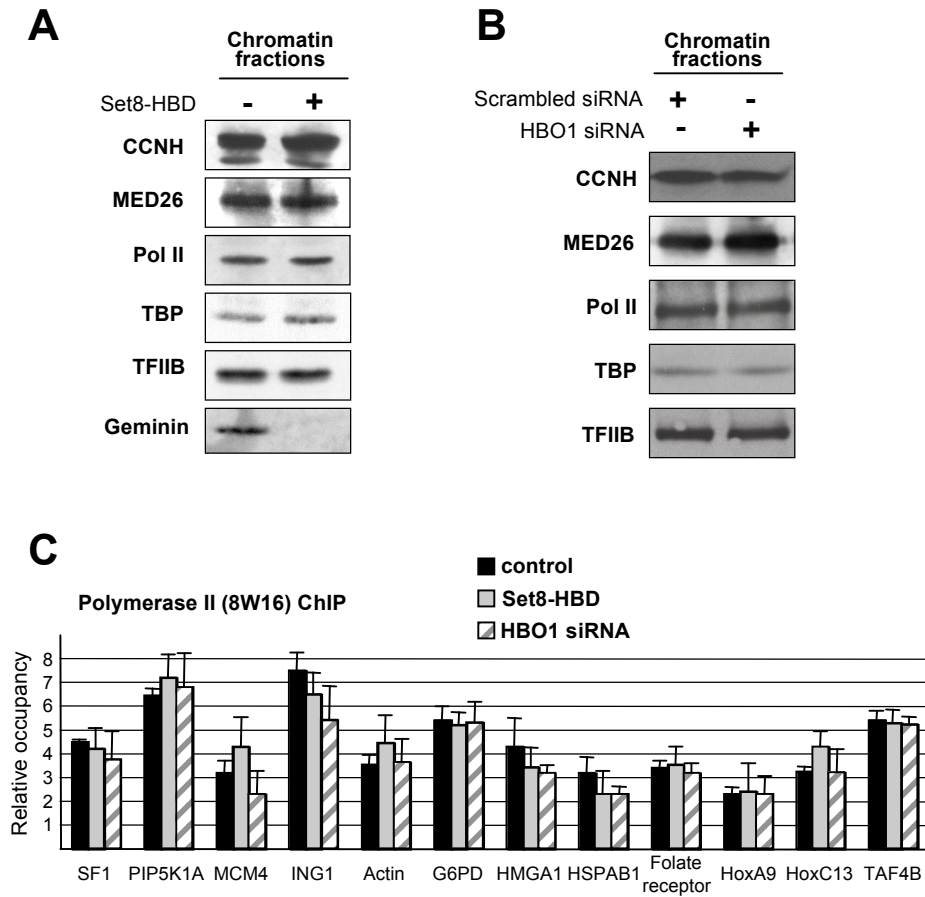 A
Chromatin
fractions
Set8-HBD - +
CCNH
MED26
Pol II
TBP
TFIIB
Geminin
B
Chromatin
fractions
Scrambled siRNA + -
HBO1 siRNA - +
CCNH
MED26
Pol II
TBP
TFIIB
C
Polymerase II (8W16) ChIP
control
Set8-HBD
HBO1 siRNA
Relative occupancy
8
7
6
5
4
3
2
1
SF1 PIP5K1A MCM4 ING1 Actin G6PD HMGA1 HSPAB1 Folate receptor HoxA9 HoxC13 TAF4B